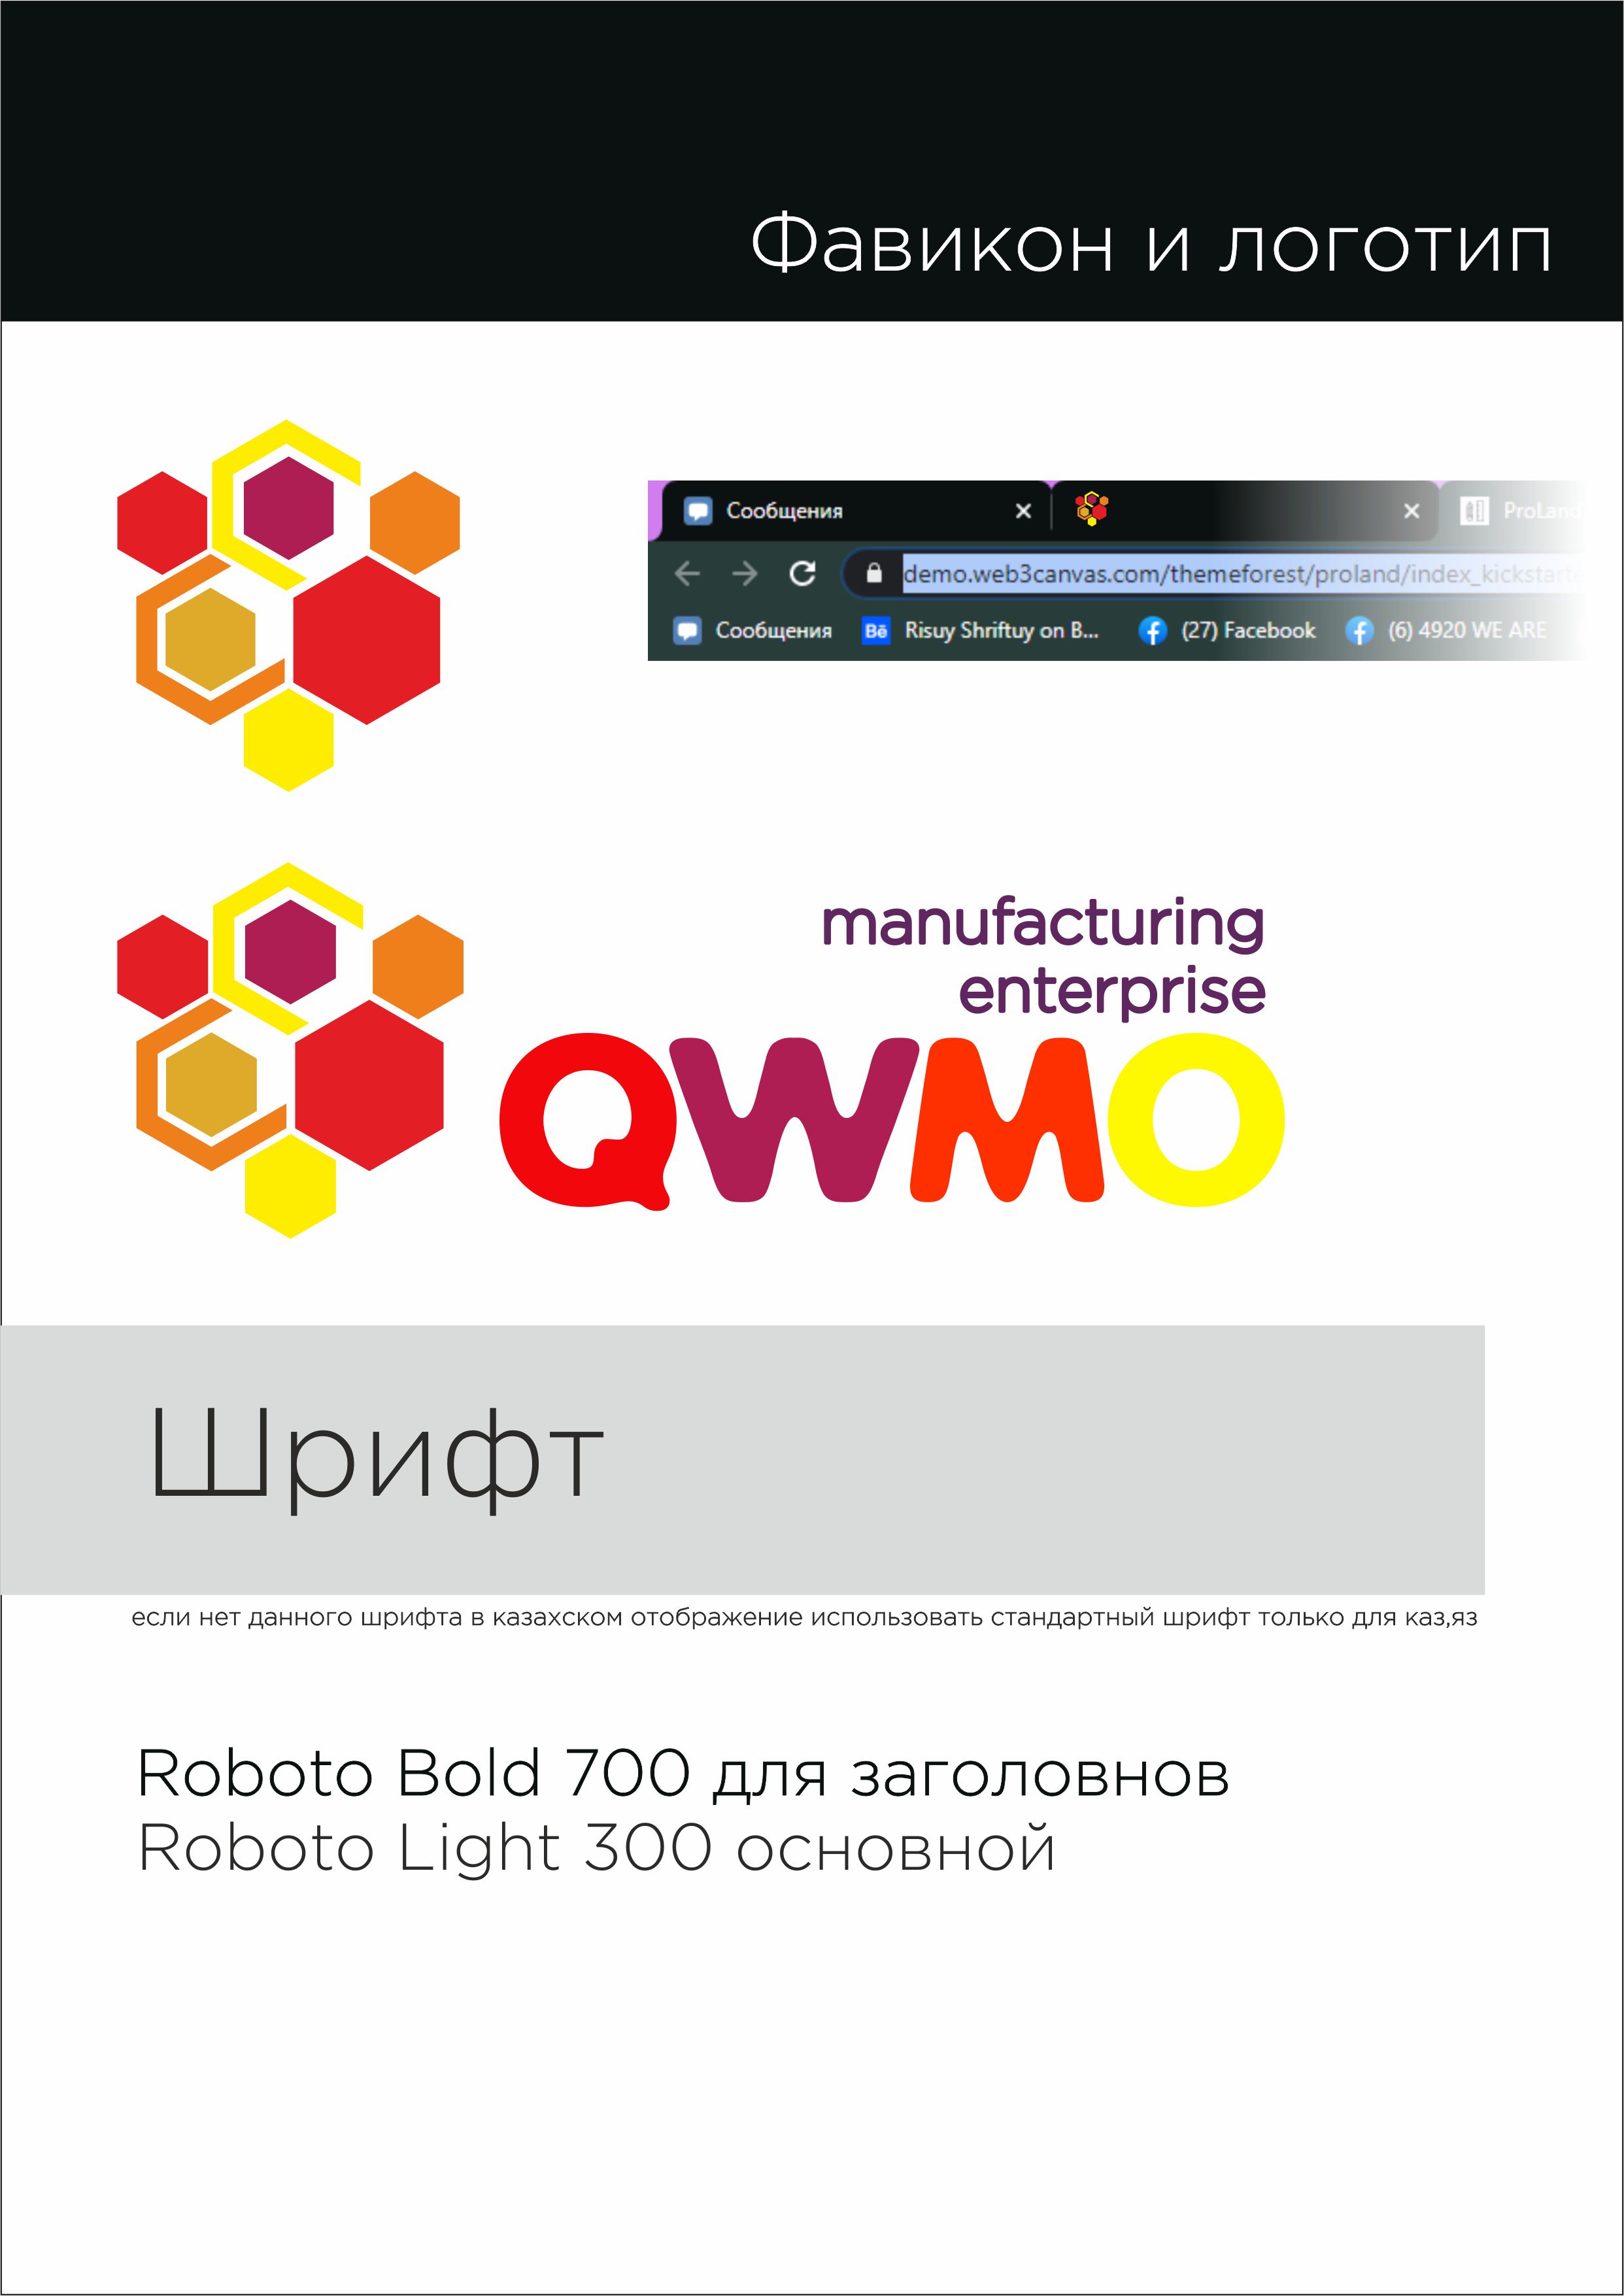 Фавикон и логотип
Сообщения
ProLand
demo.web3canvas.com/themeforest/proland/index_kickstarte
Сообщения
Bē Risuy Shriftuy on B...
(27) Facebook
(6) 4920 WE ARE
manufacturing
enterprise
QWMO
Шрифт
если нет данного шрифта в казахском отображение использовать стандартный шрифт только для каз,яз
Roboto Bold 700 для заголовнов
Roboto Light 300 основной